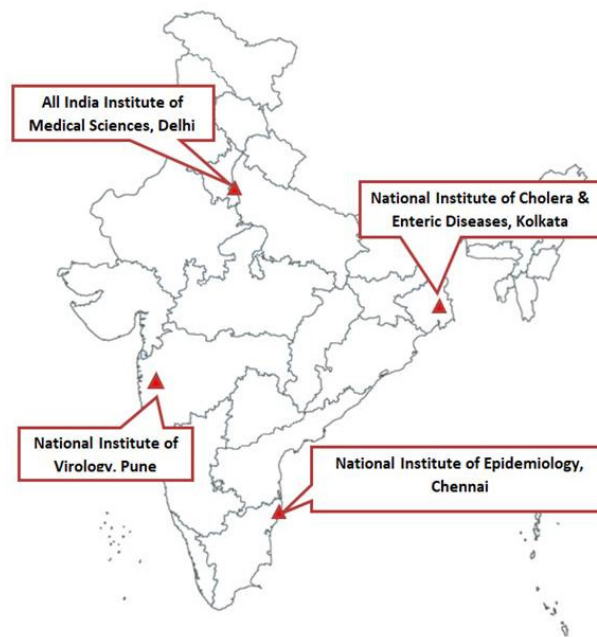 All India Institute of
Medical Sciences, Delhi
National Institute of Cholera &
Enteric Diseases, Kolkata
National Institute of
Virology, Pune
National Institute of Epidemiology,
Chennai